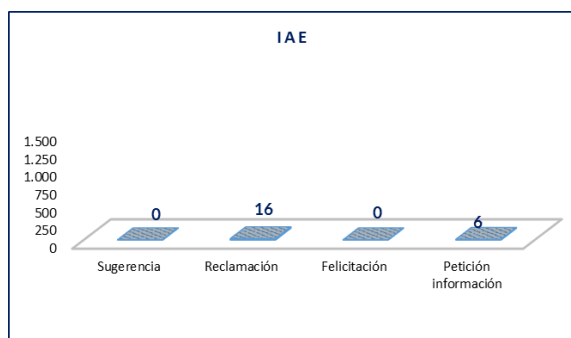 IAE
1.500
1.250
1.000
750
500
250
0
0
16
0
6
Sugerencia
Reclamación
Felicitación
Petición
información